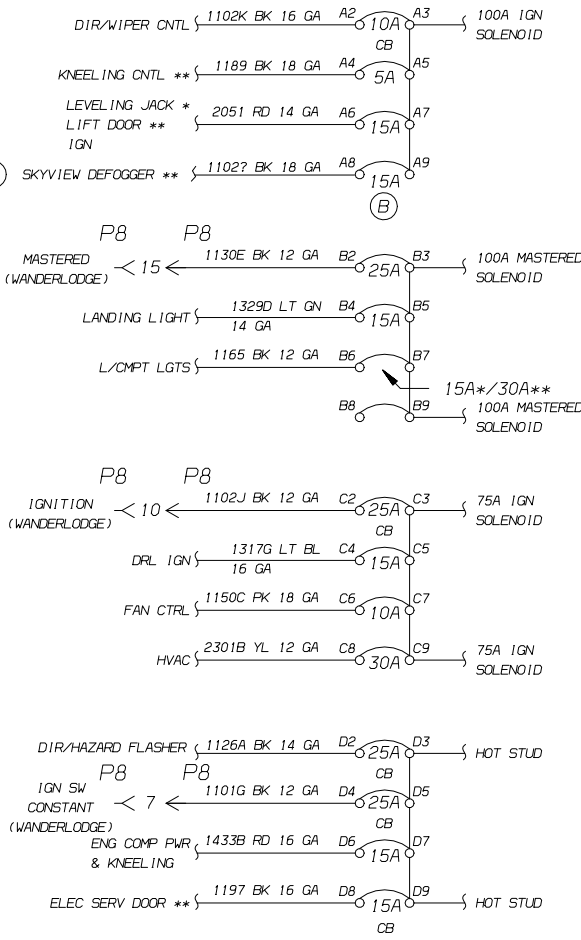 DIR/WIPER CNTL 1102K BK 16 GA A2 10A A3 100A IGN
CB SOLENOID
KNEELING CNTL ** 1189 BK 18 GA A4 5A A5
LEVELING JACK *
LIFT DOOR ** 2051 RD 14 GA A6 15A A7
IGN
SKYVIEW DEFOGGER ** 1102? BK 18 GA A8 15A A9
B
P8 P8
MASTERED 15 1130E BK 12 GA B2 25A B3 100A MASTERED
(WANDERLODGE) SOLENOID
LANDING LIGHT 1329D LT GN B4 15A B5
14 GA
L/CMPT LGTS 1165 BK 12 GA B6 B7
15A*/30A**
B8 B9 100A MASTERED
SOLENOID
P8 P8
IGNITION 10 1102J BK 12 GA C2 25A C3 75A IGN
(WANDERLODGE) CB SOLENOID
DRL IGN 1317G LT BL C4 15A C5
16 GA
FAN CTRL 1150C PK 18 GA C6 10A C7
HVAC 2301B YL 12 GA C8 30A C9 75A IGN
SOLENOID
DIR/HAZARD FLASHER 1126A BK 14 GA D2 25A D3 HOT STUD
CB
P8 P8
IGN SW
CONSTANT 7 1101G BK 12 GA D4 25A D5
(WANDERLODGE) CB
ENG COMP PWR 1433B RD 16 GA D6 15A D7
& KNEELING
ELEC SERV DOOR ** 1197 BK 16 GA D8 15A D9 HOT STUD
CB